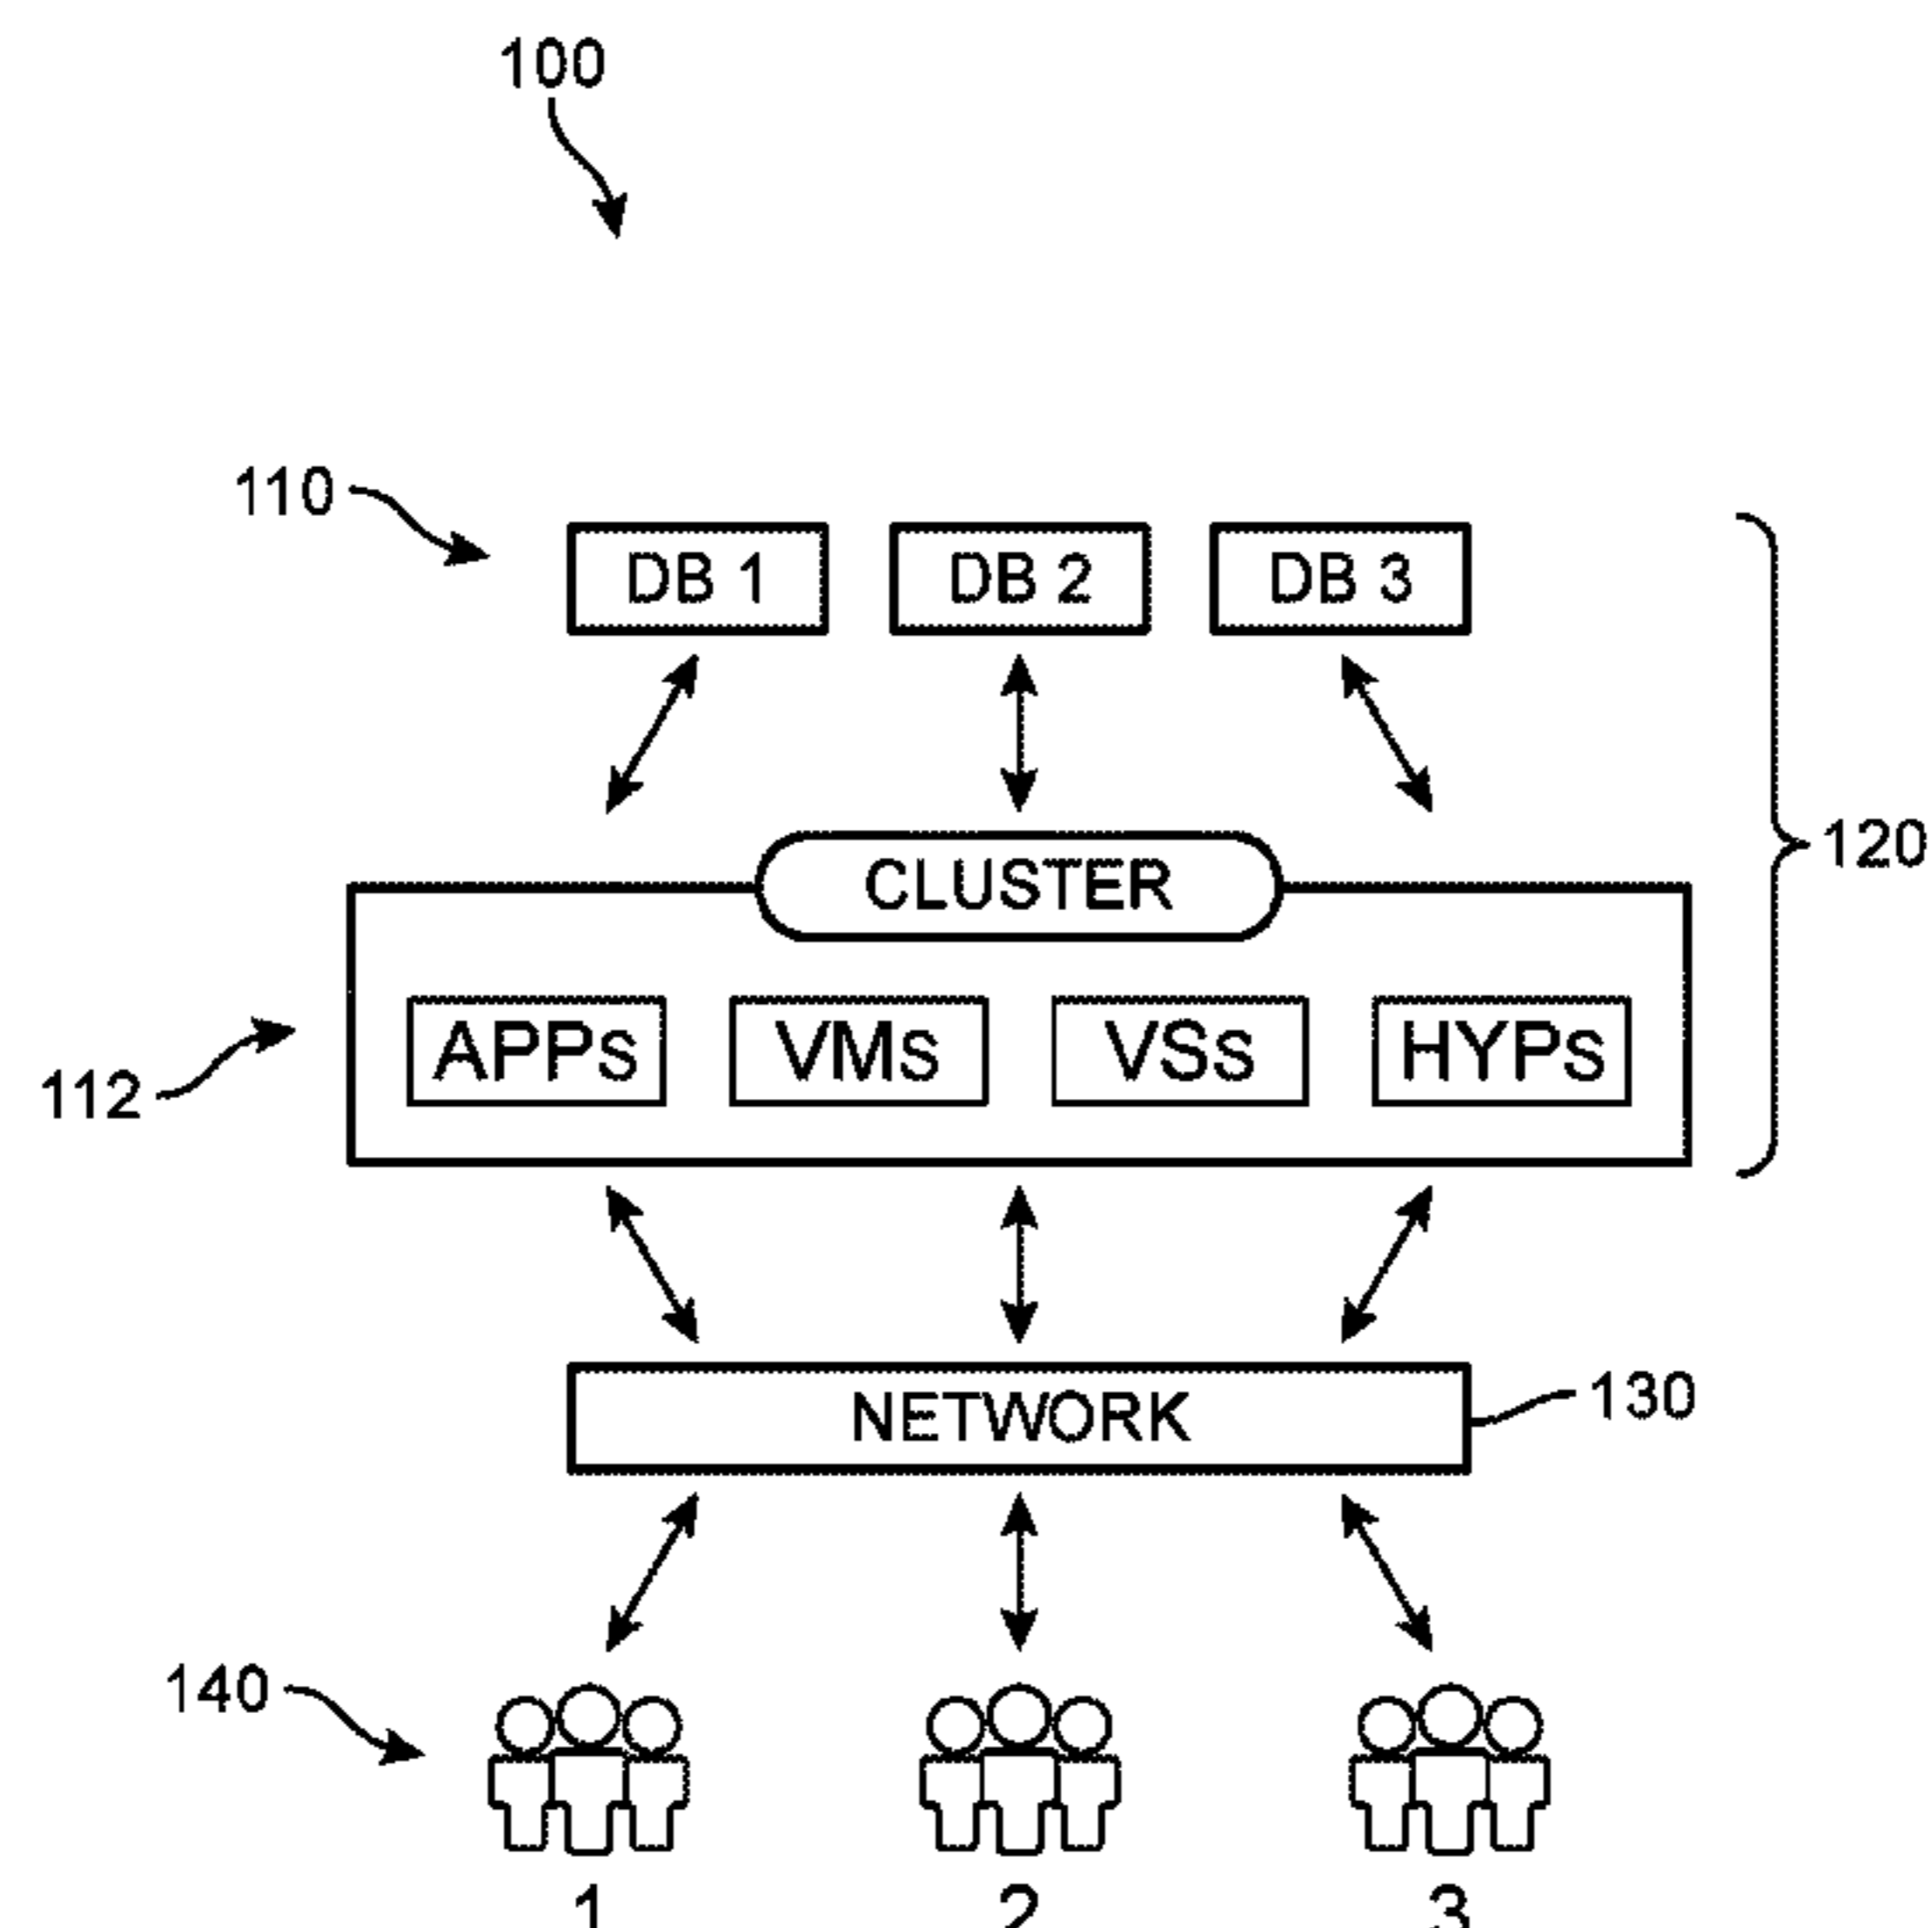 100
110
DB 1 DB 2 DB 3
CLUSTER
120
APPs VMs VSs HYPs
112
NETWORK
130
140
1 2 3